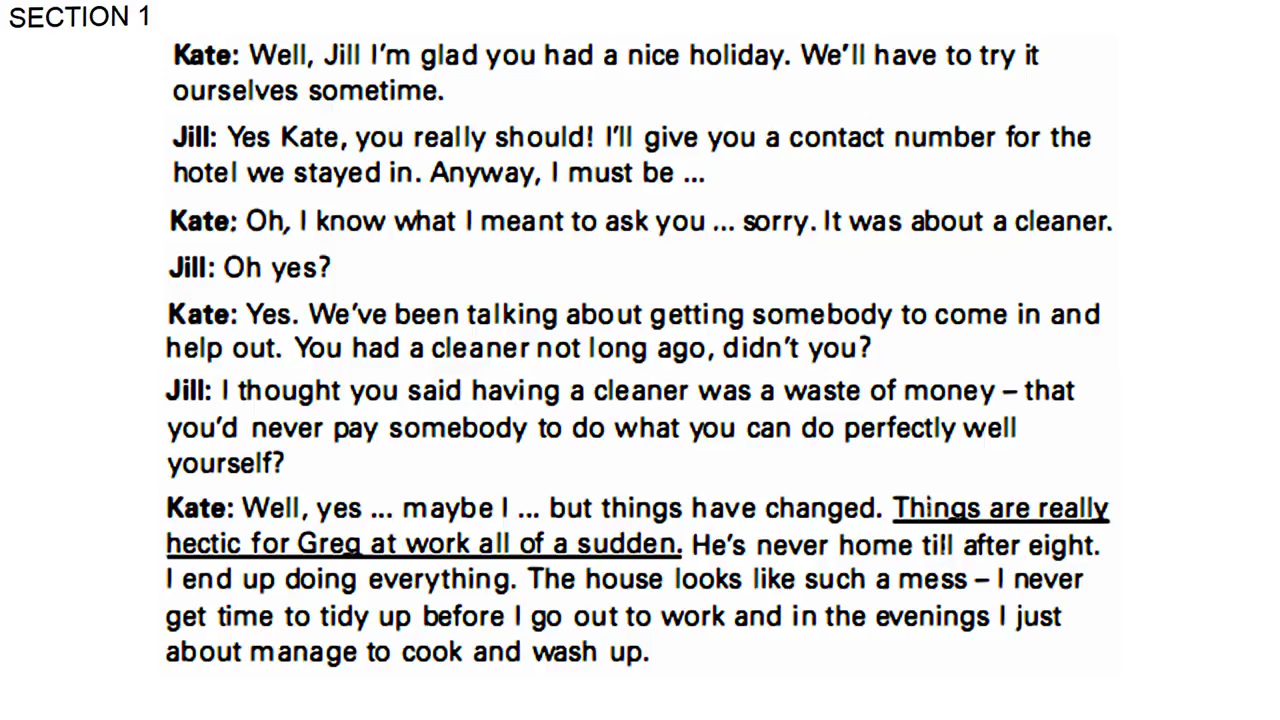 SECTION 1
Kate: Well, Jill I'm glad you had a nice holiday. We'll have to try it
ourselves sometime.
Jill: Yes Kate, you really should! I'll give you a contact number for the
hotel we stayed in. Anyway, I must be ...
Kate: Oh, I know what I meant to ask you ... sorry. It was about a cleaner.
Jill: Oh yes?
Kate: Yes. We've been talking about getting somebody to come in and
help out. You had a cleaner not long ago, didn't you?
Jill: I thought you said having a cleaner was a waste of money – that
you'd never pay somebody to do what you can do perfectly well
yourself?
Kate: Well, yes ... maybe I ... but things have changed. Things are really
hectic for Greg at work all of a sudden. He's never home till after eight.
I end up doing everything. The house looks like such a mess – I never
get time to tidy up before I go out to work and in the evenings I just
about manage to cook and wash up.